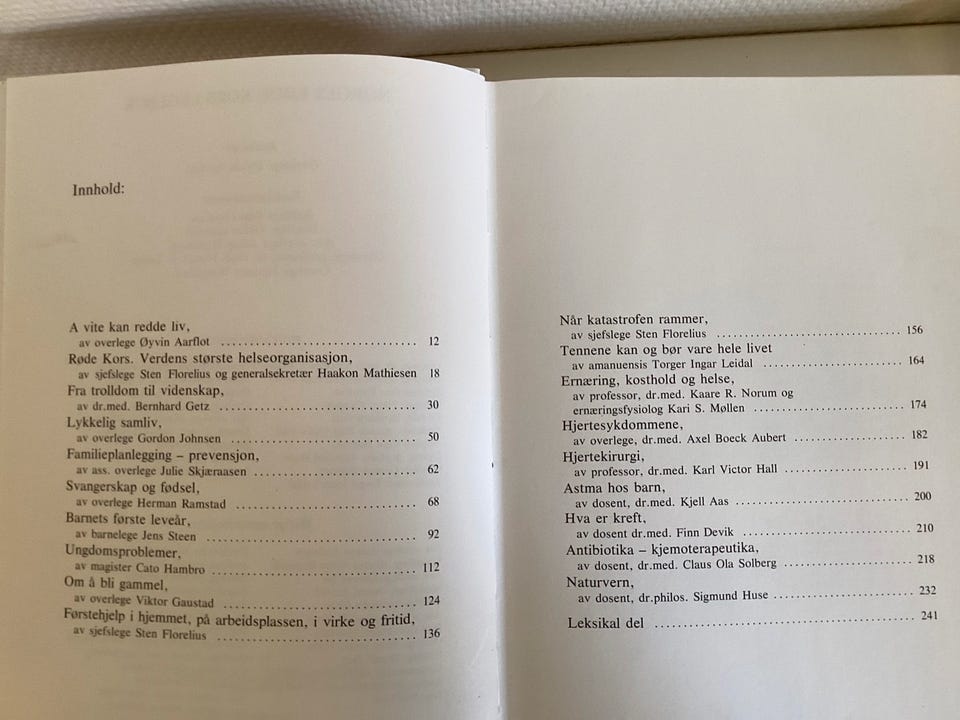 Innhold:
A vite kan redde liv,
av overlege Øyvin Aarflot ........................................ 12
Røde Kors. Verdens største helseorganisasjon,
av sjefslege Sten Florelius og generalsekretær Haakon Mathiesen 18
Fra trolldom til videnskap,
av dr.med. Bernhard Getz ........................................ 30
Lykkelig samliv,
av overlege Gordon Johnsen ........................................ 50
Familieplanlegging – prevensjon,
av ass. overlege Julie Skjæraasen ........................................ 62
Svangerskap og fødsel,
av overlege Herman Ramstad ........................................ 68
Barnets første leveår,
av barnelege Jens Steen ........................................ 92
Ungdomsproblemer,
av magister Cato Hambro ........................................ 112
Om å bli gammel,
av overlege Viktor Gaustad ........................................ 124
Førstehjelp i hjemmet, på arbeidsplassen, i virke og fritid,
av sjefslege Sten Florelius ........................................ 136
Når katastrofen rammer,
av sjefslege Sten Florelius ........................................ 156
Tennene kan og bør vare hele livet
av amanuensis Torger Ingar Leidal ........................................ 164
Ernæring, kosthold og helse,
av professor, dr.med. Kaare R. Norum og
ernæringsfysiolog Kari S. Møllen ........................................ 174
Hjertesykdommene,
av overlege, dr.med. Axel Boeck Aubert ........................................ 182
Hjertekirurgi,
av professor, dr.med. Karl Victor Hall ........................................ 191
Astma hos barn,
av dosent, dr.med. Kjell Aas ........................................ 200
Hva er kreft,
av dosent dr.med. Finn Devik ........................................ 210
Antibiotika – kjemoterapeutika,
av dosent, dr.med. Claus Ola Solberg ........................................ 218
Naturvern,
av dosent, dr.philos. Sigmund Huse ........................................ 232
Leksikal del ........................................ 241